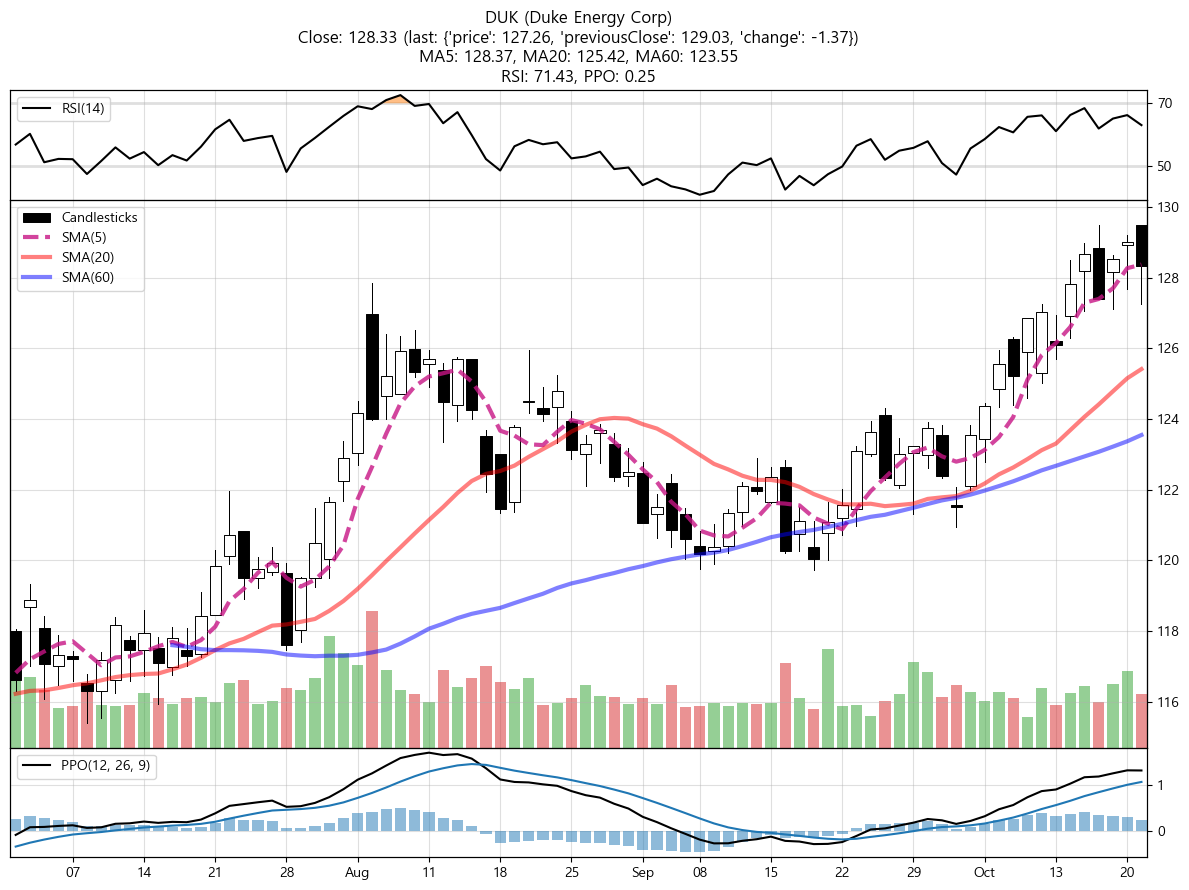 DUK (Duke Energy Corp)
Close: 128.33 (last: {'price': 127.26, 'previousClose': 129.03, 'change': -1.37})
MA5: 128.37, MA20: 125.42, MA60: 123.55
RSI: 71.43, PPO: 0.25
RSI(14)
70
50
Candlesticks
SMA(5)
SMA(20)
SMA(60)
130
128
126
124
122
120
118
116
PPO(12, 26, 9)
1
0
07 14 21 28 Aug 11 18 25 Sep 08 15 22 29 Oct 13 20